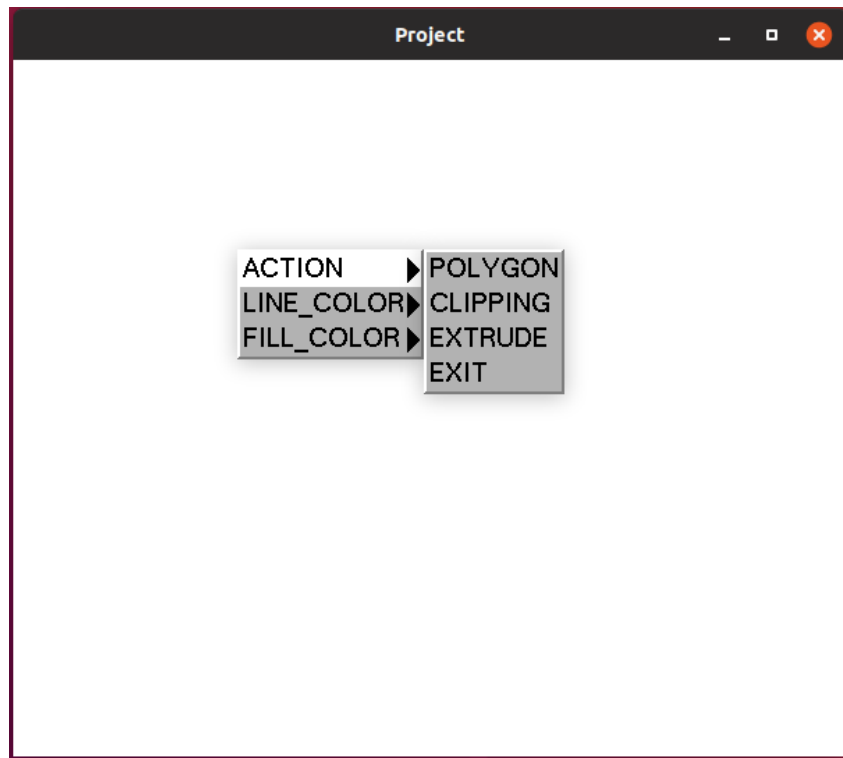 Project
ACTION
LINE_COLOR
FILL_COLOR
POLYGON
CLIPPING
EXTRUDE
EXIT